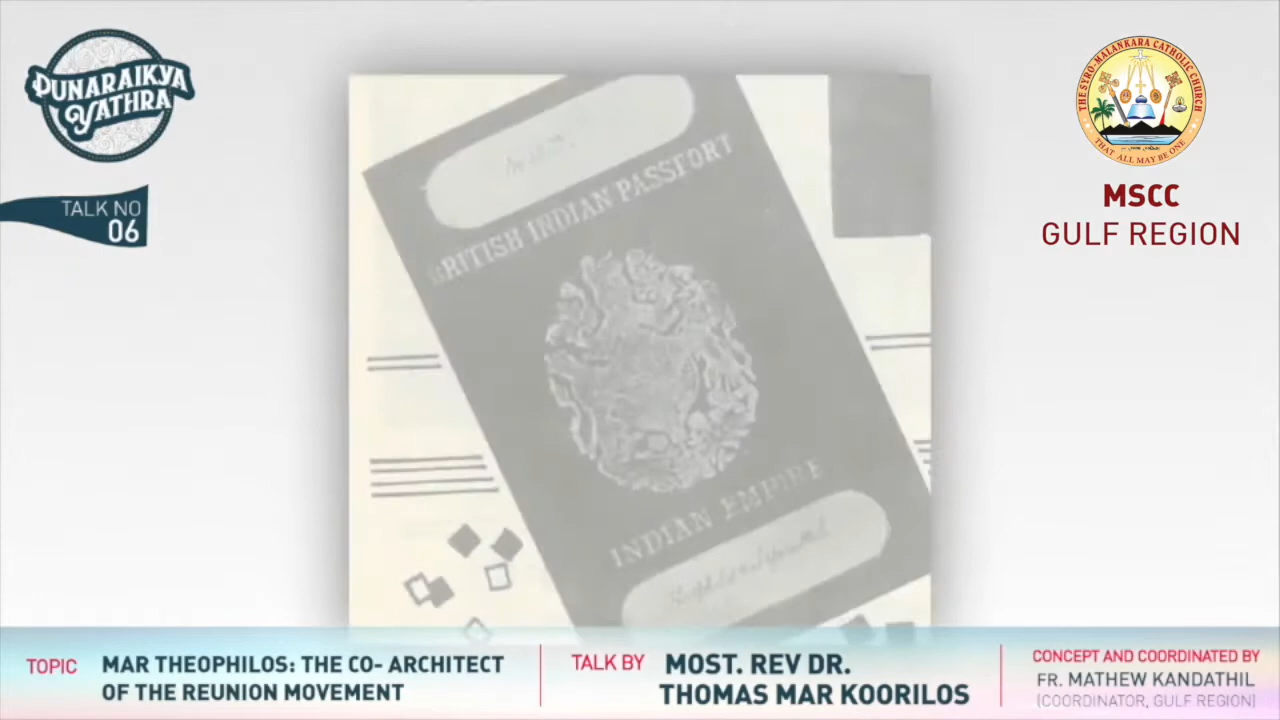 PUNARAIKYA
YATHRA
TALK NO
06
BRITISH INDIAN PASSPORT
INDIAN EMPIRE
THE SYRO-MALANKARA CATHOLIC CHURCH
THAT ALL MAY BE ONE
MSCC
GULF REGION
TOPIC
MAR THEOPHILOS: THE CO- ARCHITECT
OF THE REUNION MOVEMENT
TALK BY
MOST. REV DR.
THOMAS MAR KOORILOS
CONCEPT AND COORDINATED BY
FR. MATHEW KANDATHIL
(COORDINATOR, GULF REGION)